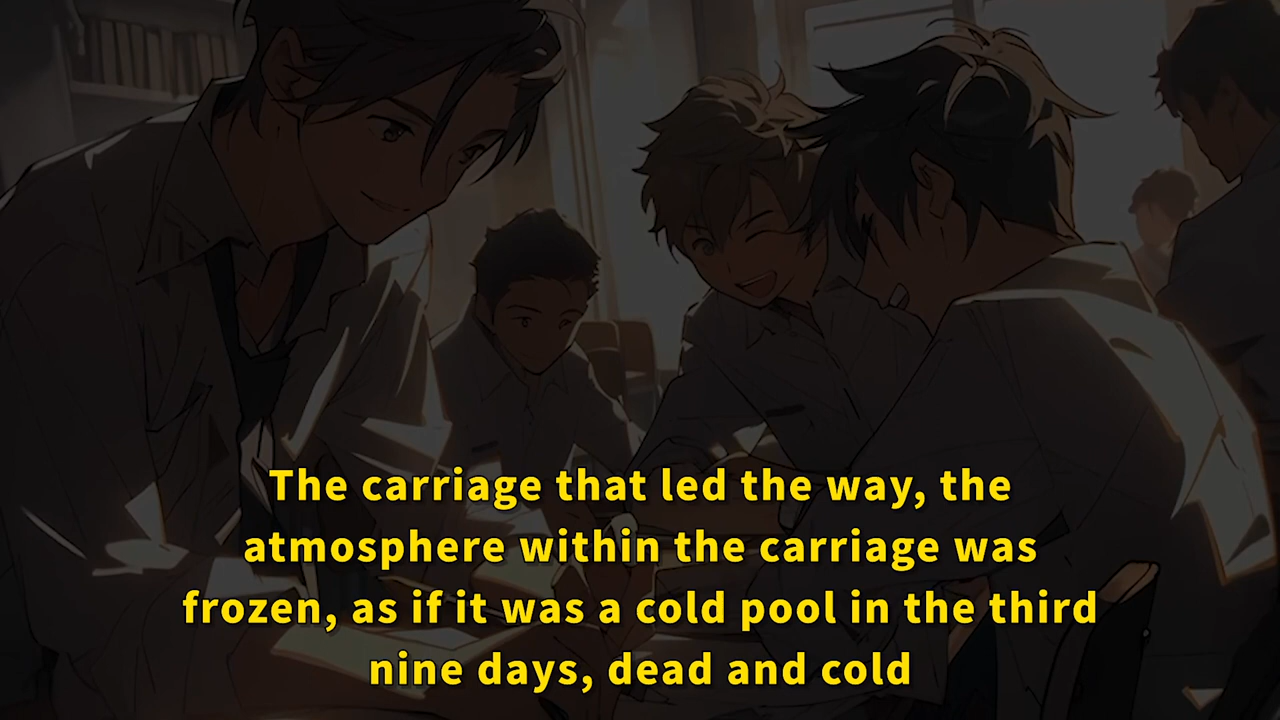 The carriage that led the way, the
atmosphere within the carriage was
frozen, as if it was a cold pool in the third
nine days, dead and cold